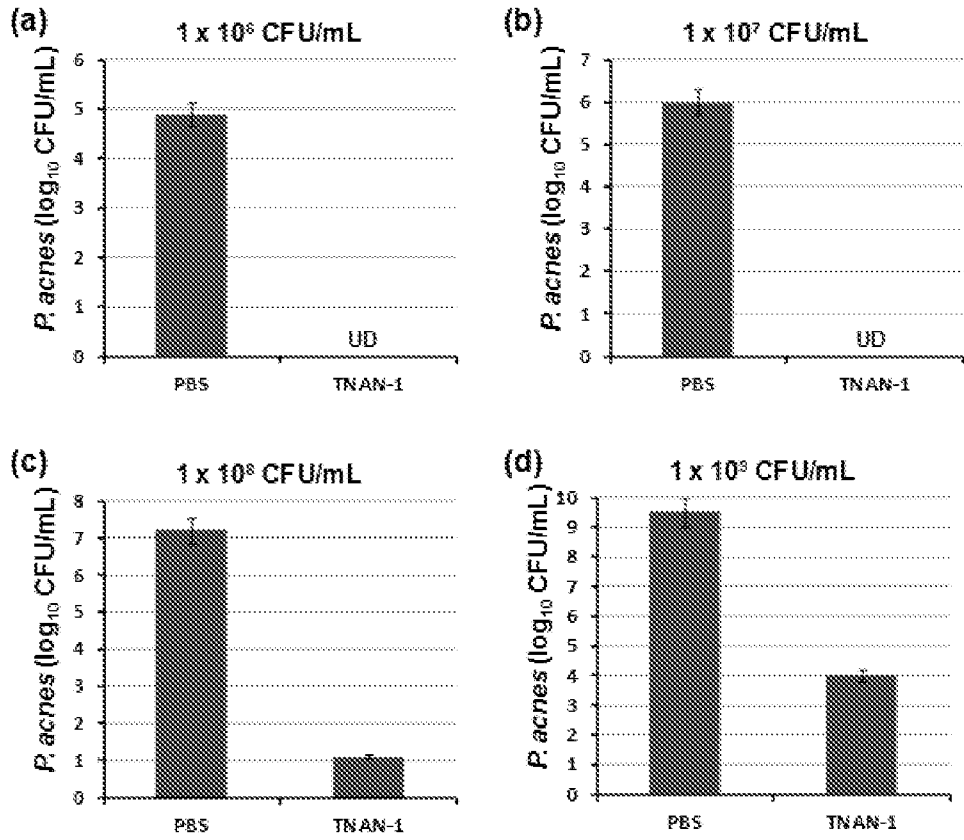 (a)
1 x 10⁶ CFU/mL
P. acnes (log₁₀ CFU/mL)
6
5
4
3
2
1
0
UD
PBS
TNAN-1
(b)
1 x 10⁷ CFU/mL
P. acnes (log₁₀ CFU/mL)
7
6
5
4
3
2
1
0
UD
PBS
TNAN-1
(c)
1 x 10⁸ CFU/mL
P. acnes (log₁₀ CFU/mL)
8
7
6
5
4
3
2
1
0
PBS
TNAN-1
(d)
1 x 10⁹ CFU/mL
P. acnes (log₁₀ CFU/mL)
10
9
8
7
6
5
4
3
2
1
0
PBS
TNAN-1